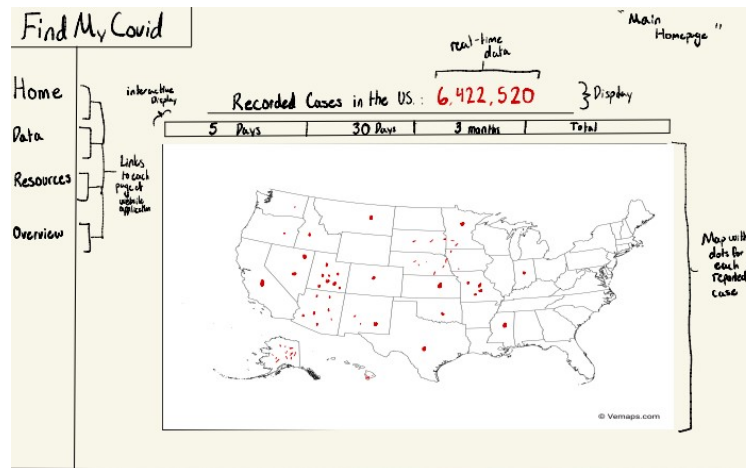 Find My Covid
"Main
Homepage"
real-time
data
Home
interactive
Display
Recorded Cases in the US.: 6,422,520
Display
5 Days
30 Days
3 months
Total
Data
Links
to each
page of
website
application
Resources
Overview
Map with
dots for
each
reported
case
© Vemaps.com